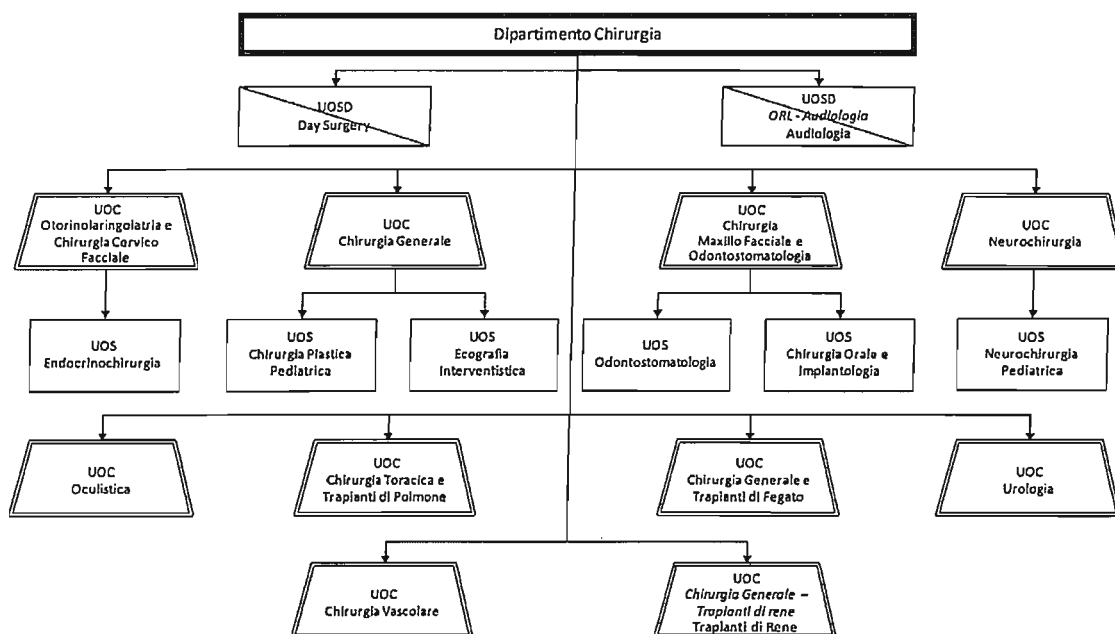 Dipartimento Chirurgia
UOSD
Day Surgery
UOSD
ORL - Audiologia
Audiologia
UOC
Otorinolaringolatria e
Chirurgia Corvico
Facciale
UOC
Chirurgia Generale
UOC
Chirurgia
Maxillo Facciale e
Odontostomatologia
UOC
Neurochirurgia
UOS
Endocrinochirurgia
UOS
Chirurgia Plastica
Pediatrica
UOS
Ecografia
Interventistica
UOS
Odontostomatologia
UOS
Chirurgia Orale e
Implantologia
UOS
Neurochirurgia
Pediatrica
UOC
Oculistica
UOC
Chirurgia Toracica e
Trapianti di Polmone
UOC
Chirurgia Generale e
Trapianti di Fegato
UOC
Urologia
UOC
Chirurgia Vascolare
UOC
Chirurgia Generale –
Trapianti di rene
Trapianti di Rene